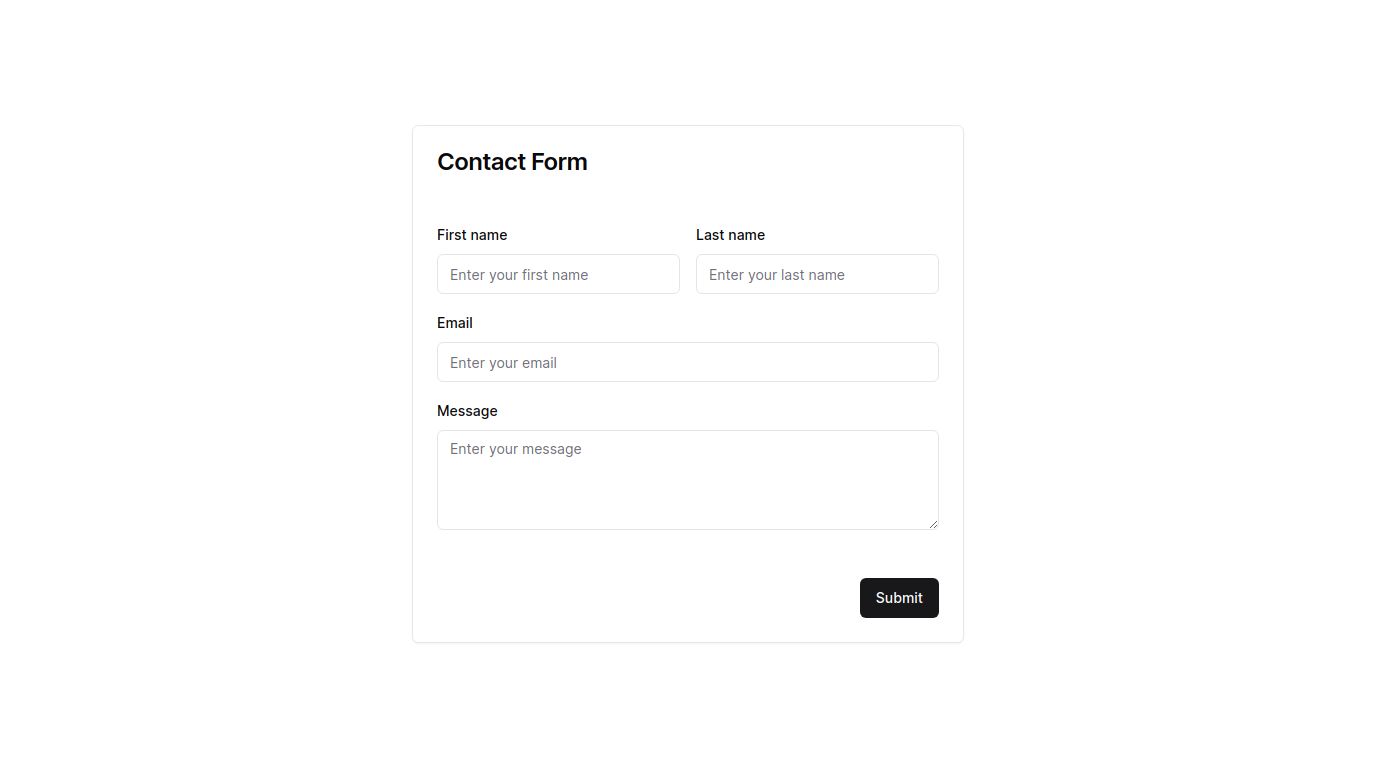 Contact Form
First name
Last name
Enter your first name
Enter your last name
Email
Enter your email
Message
Enter your message
Submit